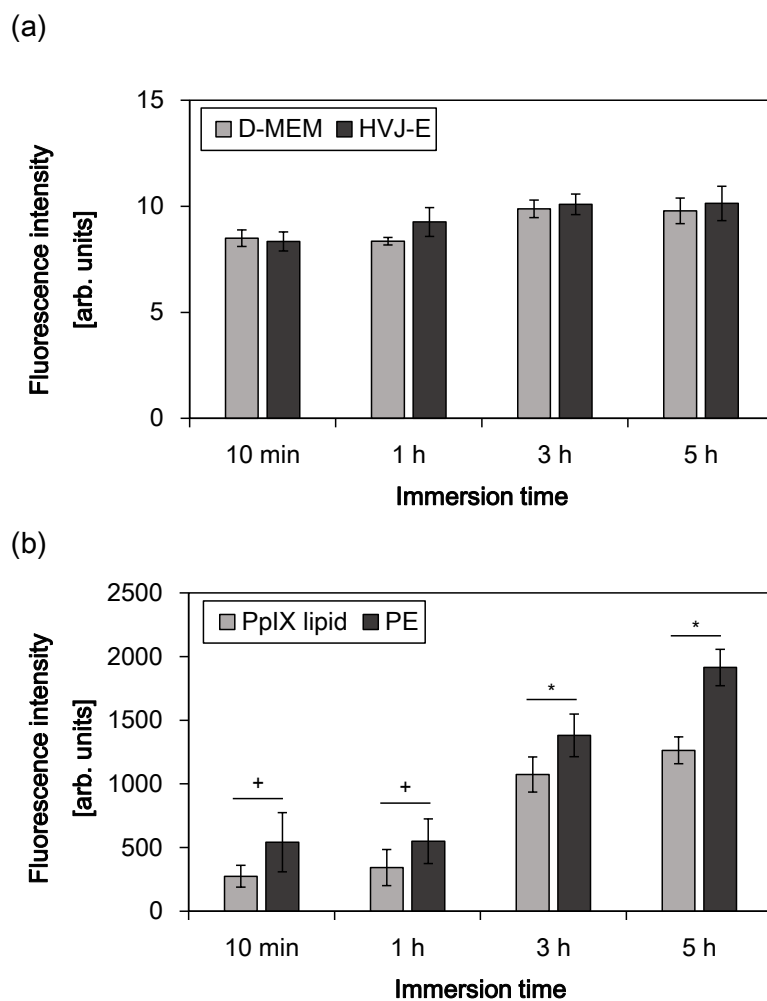 (a)
15
D-MEM HVJ-E
10
5
0
Fluorescence intensity
[arb. units]
10 min 1 h 3 h 5 h
Immersion time
(b)
2500
PpIX lipid PE
2000
*
1500
*
1000
+ +
500
0
Fluorescence intensity
[arb. units]
10 min 1 h 3 h 5 h
Immersion time